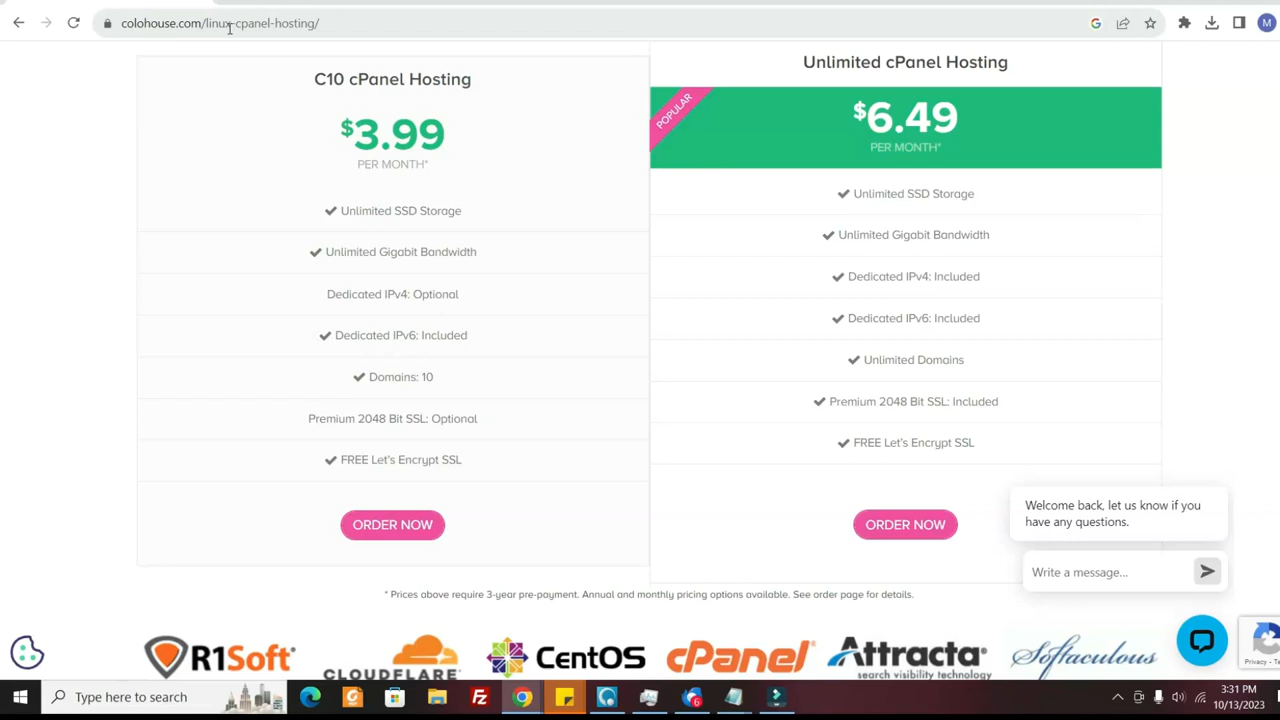 colohouse.com/linux-cpanel-hosting/
M
C10 cPanel Hosting
$3.99
PER MONTH*
Unlimited SSD Storage
Unlimited Gigabit Bandwidth
Dedicated IPv4: Optional
Dedicated IPv6: Included
Domains: 10
Premium 2048 Bit SSL: Optional
FREE Let's Encrypt SSL
ORDER NOW
Unlimited cPanel Hosting
POPULAR
$6.49
PER MONTH*
Unlimited SSD Storage
Unlimited Gigabit Bandwidth
Dedicated IPv4: Included
Dedicated IPv6: Included
Unlimited Domains
Premium 2048 Bit SSL: Included
FREE Let's Encrypt SSL
ORDER NOW
Welcome back, let us know if you
have any questions.
Write a message...
* Prices above require 3-year pre-payment. Annual and monthly pricing options available. See order page for details.
R1Soft
CLOUDFLARE
CentOS
cPanel
Attracta
search visibility technology
Softaculous
Privacy - Te
Type here to search
6
3:31 PM
10/13/2023